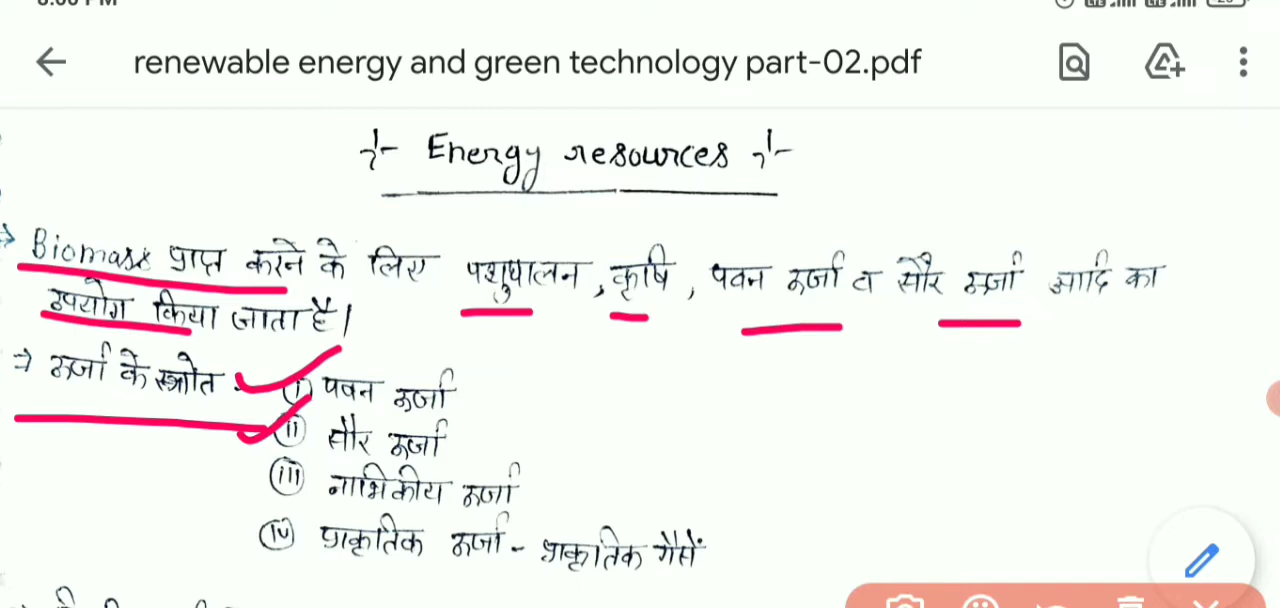 renewable energy and green technology part-02.pdf
Energy resources
Biomass प्राप्त करने के लिए पशुपालन, कृषि, पवन ऊर्जा व सौर ऊर्जा आदि का
उपयोग किया जाता है।
⇒ ऊर्जा के स्त्रोत - (i) पवन ऊर्जा
(ii) सौर ऊर्जा
(iii) नाभिकीय ऊर्जा
(iv) प्राकृतिक ऊर्जा - प्राकृतिक गैसें